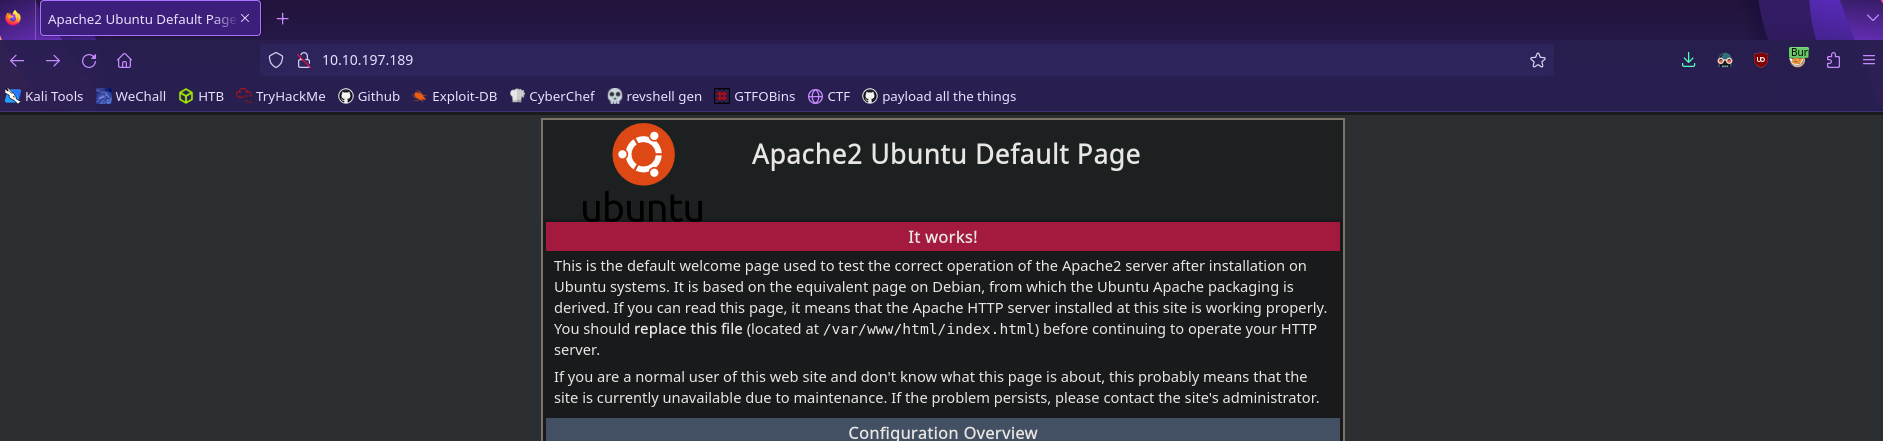 Apache2 Ubuntu Default Page
10.10.197.189
Bur
Kali Tools WeChall HTB TryHackMe Github Exploit-DB CyberChef revshell gen GTFOBins CTF payload all the things
ubuntu
Apache2 Ubuntu Default Page
It works!
This is the default welcome page used to test the correct operation of the Apache2 server after installation on
Ubuntu systems. It is based on the equivalent page on Debian, from which the Ubuntu Apache packaging is
derived. If you can read this page, it means that the Apache HTTP server installed at this site is working properly.
You should replace this file (located at /var/www/html/index.html) before continuing to operate your HTTP
server.
If you are a normal user of this web site and don't know what this page is about, this probably means that the
site is currently unavailable due to maintenance. If the problem persists, please contact the site's administrator.
Configuration Overview